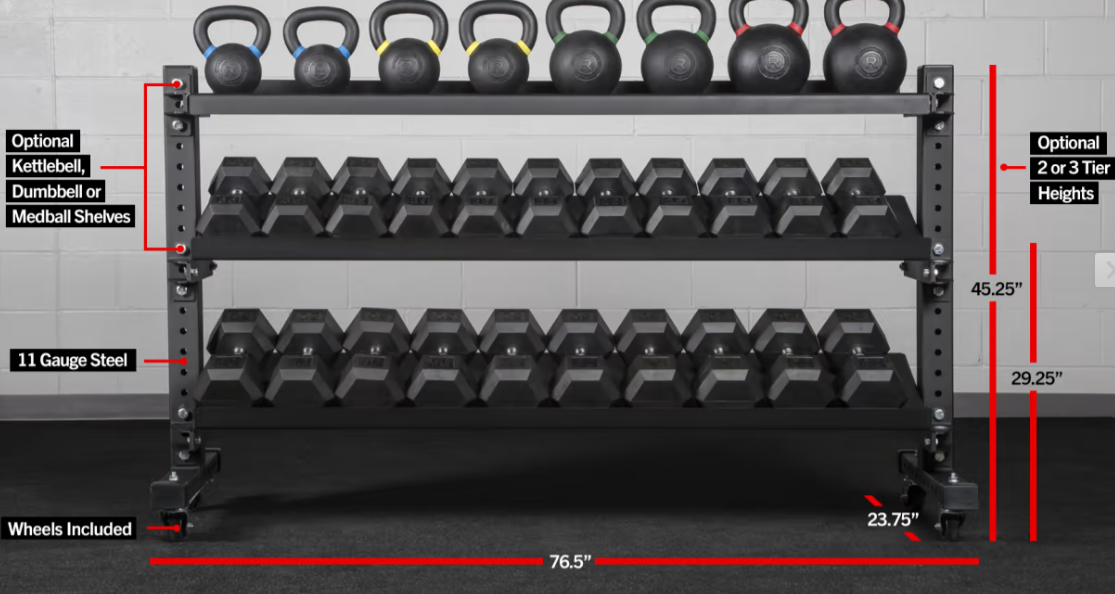 Optional
Kettlebell,
Dumbbell or
Medball Shelves
Optional
2 or 3 Tier
Heights
45.25”
11 Gauge Steel
29.25”
Wheels Included
23.75”
76.5”